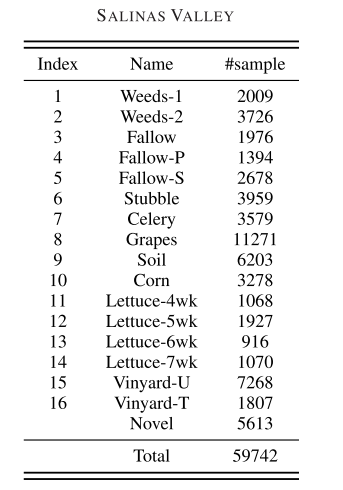 SALINAS VALLEY
Index Name #sample
1 Weeds-1 2009
2 Weeds-2 3726
3 Fallow 1976
4 Fallow-P 1394
5 Fallow-S 2678
6 Stubble 3959
7 Celery 3579
8 Grapes 11271
9 Soil 6203
10 Corn 3278
11 Lettuce-4wk 1068
12 Lettuce-5wk 1927
13 Lettuce-6wk 916
14 Lettuce-7wk 1070
15 Vinyard-U 7268
16 Vinyard-T 1807
Novel 5613
Total 59742